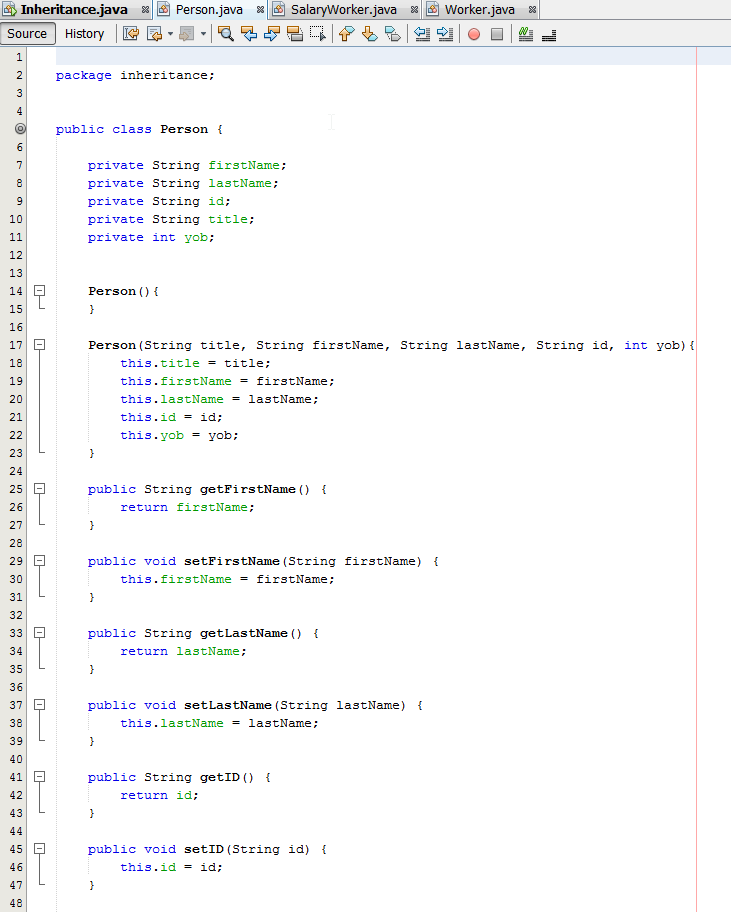 Inheritance.java Person.java SalaryWorker.java Worker.java
Source History
1
2 package inheritance;
3
4
public class Person {
6
7 private String firstName;
8 private String lastName;
9 private String id;
10 private String title;
11 private int yob;
12
13
14 Person(){
15 }
16
17 Person(String title, String firstName, String lastName, String id, int yob){
18 this.title = title;
19 this.firstName = firstName;
20 this.lastName = lastName;
21 this.id = id;
22 this.yob = yob;
23 }
24
25 public String getFirstName() {
26 return firstName;
27 }
28
29 public void setFirstName(String firstName) {
30 this.firstName = firstName;
31 }
32
33 public String getLastName() {
34 return lastName;
35 }
36
37 public void setLastName(String lastName) {
38 this.lastName = lastName;
39 }
40
41 public String getID() {
42 return id;
43 }
44
45 public void setID(String id) {
46 this.id = id;
47 }
48